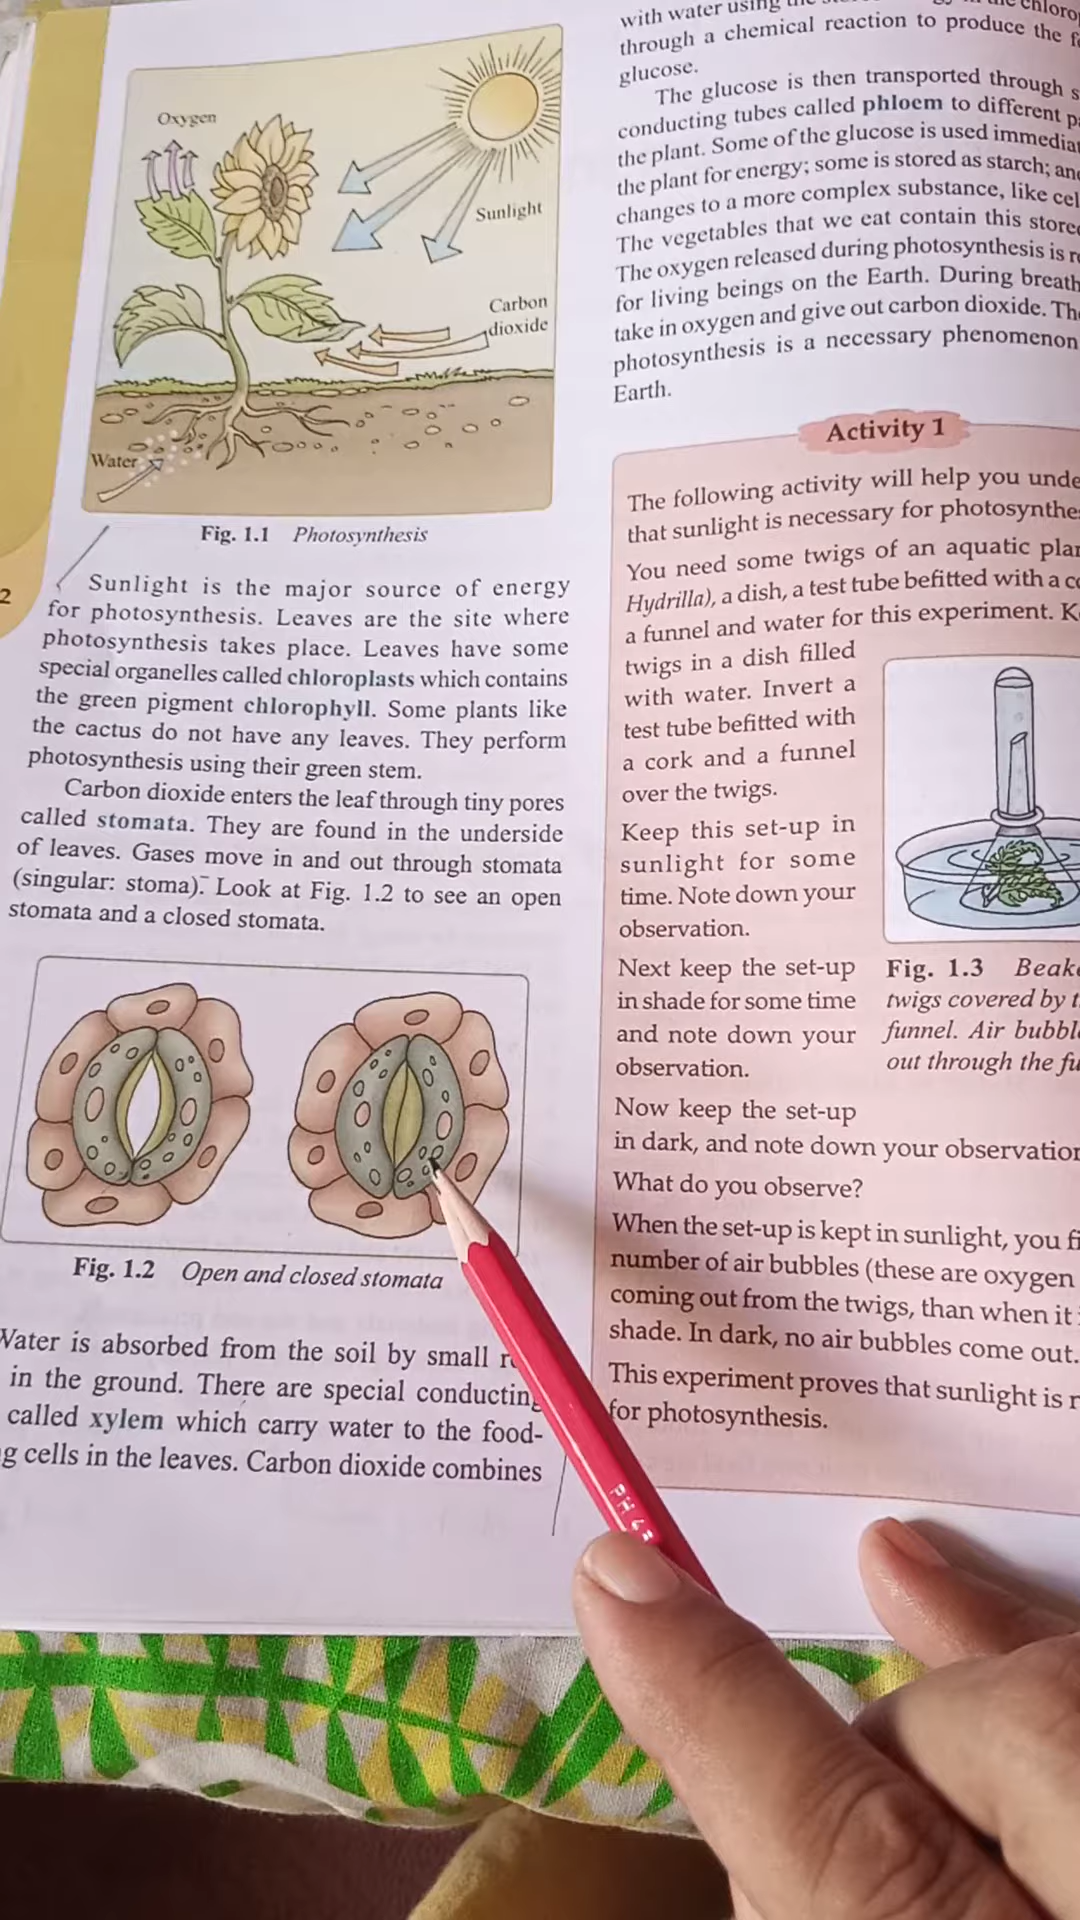 Oxygen
Sunlight
Carbon
dioxide
Water
Fig. 1.1 Photosynthesis
2
Sunlight is the major source of energy
for photosynthesis. Leaves are the site where
photosynthesis takes place. Leaves have some
special organelles called chloroplasts which contains
the green pigment chlorophyll. Some plants like
the cactus do not have any leaves. They perform
photosynthesis using their green stem.
Carbon dioxide enters the leaf through tiny pores
called stomata. They are found in the underside
of leaves. Gases move in and out through stomata
(singular: stoma). Look at Fig. 1.2 to see an open
stomata and a closed stomata.
Fig. 1.2 Open and closed stomata
Water is absorbed from the soil by small
in the ground. There are special conducting
called xylem which carry water to the food-
cells in the leaves. Carbon dioxide combines
with water using
through a chemical reaction to produce the
glucose.
The glucose is then transported through
conducting tubes called phloem to different
the plant. Some of the glucose is used
the plant for energy; some is stored as starch;
changes to a more complex substance, like
The vegetables that we eat contain this
The oxygen released during photosynthesis is
for living beings on the Earth. During
take in oxygen and give out carbon dioxide.
photosynthesis is a necessary phenomenon
Earth.
Activity 1
The following activity will help you
that sunlight is necessary for
You need some twigs of an aquatic
Hydrilla), a dish, a test tube befitted with a
a funnel and water for this experiment.
twigs in a dish filled
with water. Invert a
test tube befitted with
a cork and a funnel
over the twigs.
Keep this set-up in
sunlight for some
time. Note down your
observation.
Next keep the set-up
in shade for some time
and note down your
observation.
Fig. 1.3
twigs covered by
funnel. Air
out through the
Now keep the set-up
in dark, and note down your
What do you observe?
When the set-up is kept in sunlight, you
number of air bubbles (these are oxygen
coming out from the twigs, than when it
shade. In dark, no air bubbles come out.
This experiment proves that sunlight is
for photosynthesis.